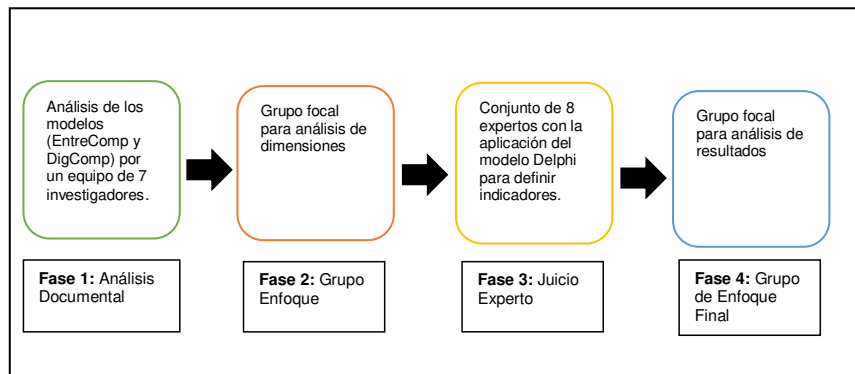 Análisis de los
modelos
(EntreComp y
DigComp) por
un equipo de 7
investigadores.
Grupo focal
para análisis de
dimensiones
Conjunto de 8
expertos con la
aplicación del
modelo Delphi
para definir
indicadores.
Grupo focal
para análisis de
resultados
Fase 1: Análisis
Documental
Fase 2: Grupo
Enfoque
Fase 3: Juicio
Experto
Fase 4: Grupo
de Enfoque
Final